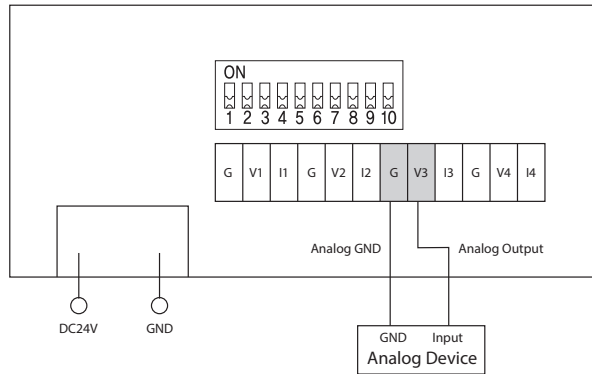 ON
1 2 3 4 5 6 7 8 9 10
G V1 I1 G V2 I2 G V3 I3 G V4 I4
Analog GND Analog Output
DC24V GND
GND Input
Analog Device